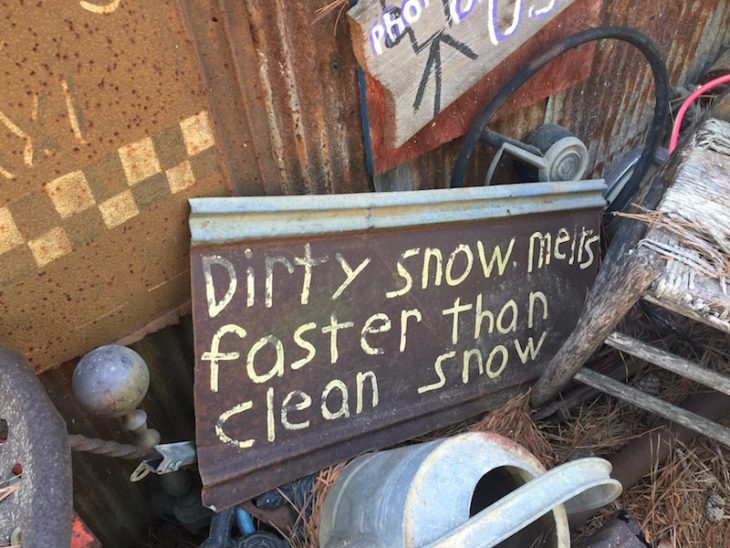 Dirty snow melts
faster than
clean snow